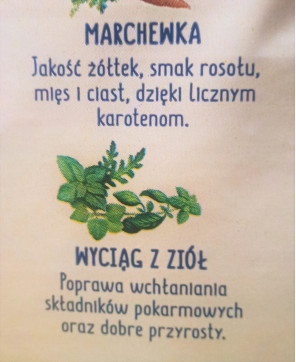 MARCHEWKA
Jakość żółtek, smak rosołu,
mięs i ciast, dzięki licznym
karotenom.
WYCIĄG Z ZIÓŁ
Poprawa wchłaniania
składników pokarmowych
oraz dobre przyrosty.